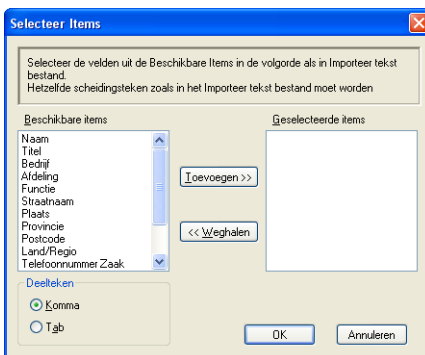 Selecteer Items
Selecteer de velden uit de Beschikbare Items in de volgorde als in Importeer tekst
bestand.
Hetzelfde scheidingsteken zoals in het Importeer tekst bestand moet worden
Beschikbare items
Geselecteerde items
Naam
Titel
Bedrijf
Afdeling
Functie
Straatnaam
Plaats
Provincie
Postcode
Land/Regio
Telefoonnummer Zaak
Toevoegen >>
<< Weghalen
Deelteken
Komma
Tab
OK
Annuleren